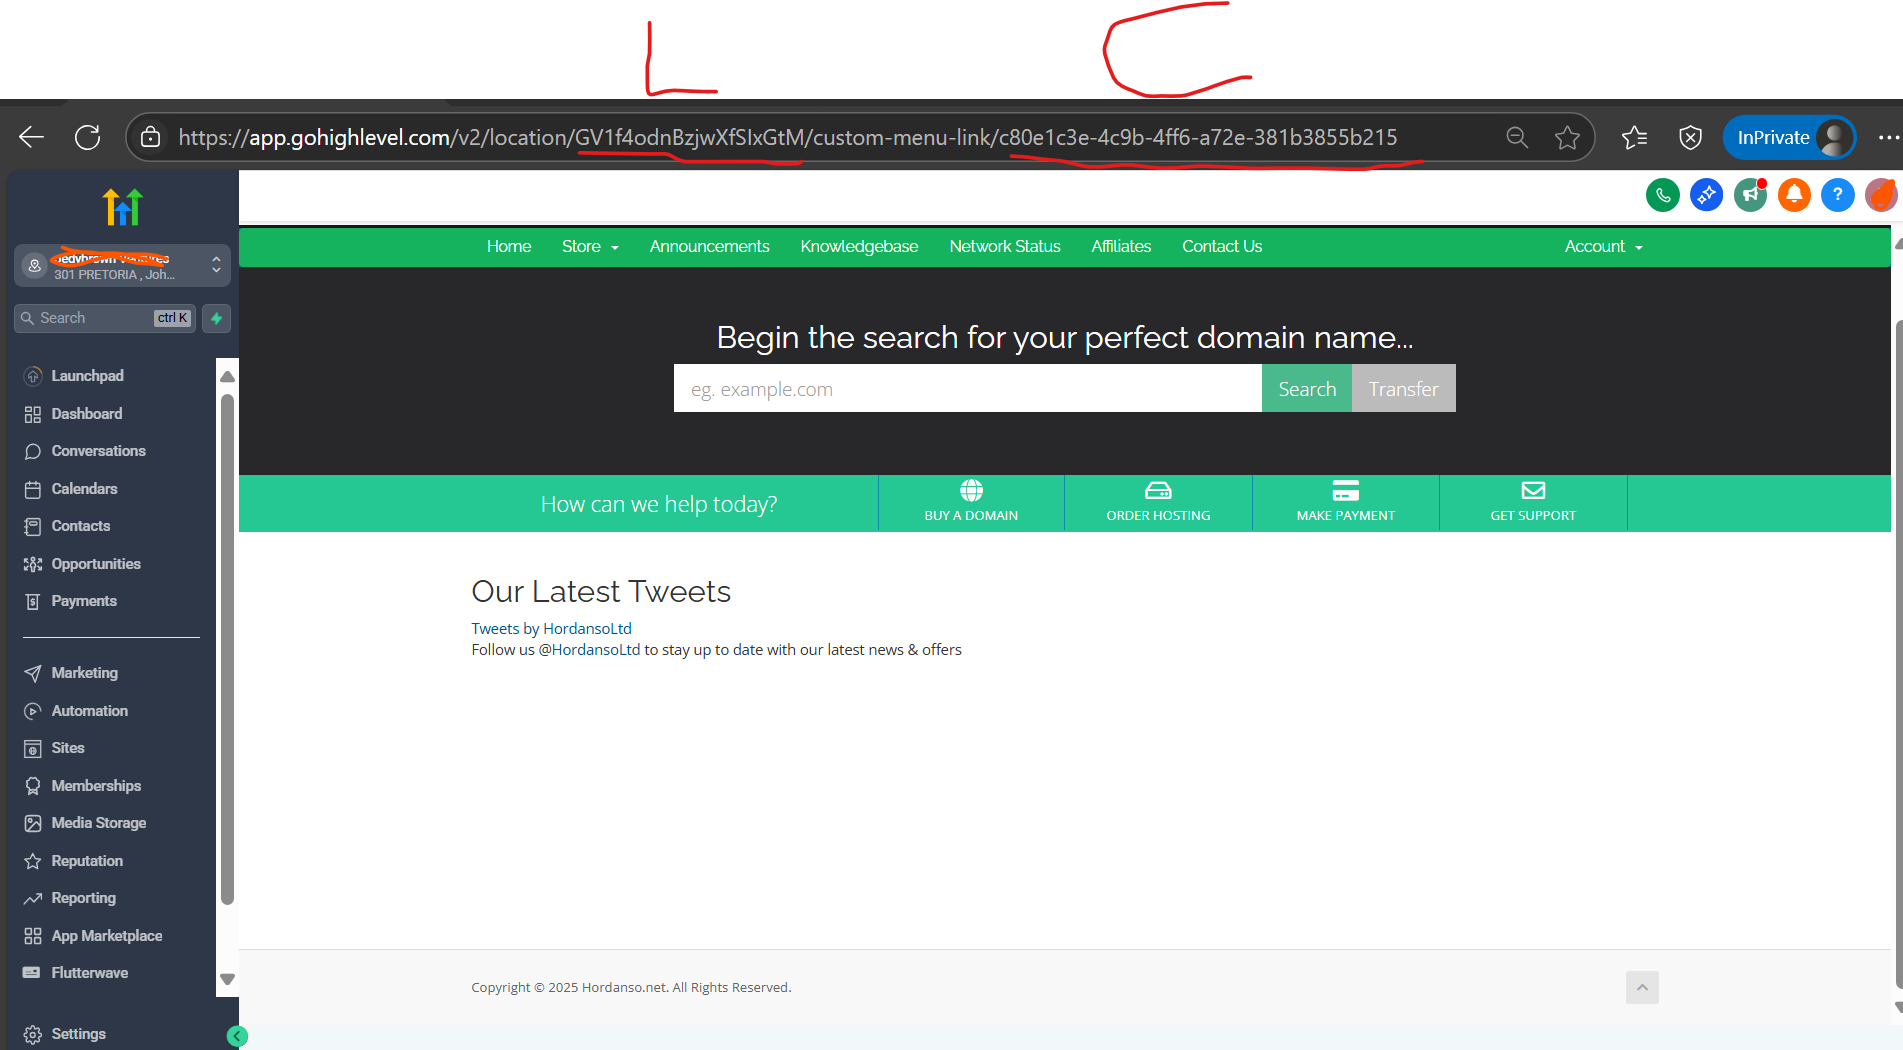 L C
https://app.gohighlevel.com/v2/location/GV1f4odnBzjwXfSIxGtM/custom-menu-link/c80e1c3e-4c9b-4ff6-a72e-381b3855b215
InPrivate
301 PRETORIA , Joh...
Search ctrl K
Launchpad
Dashboard
Conversations
Calendars
Contacts
Opportunities
Payments
Marketing
Automation
Sites
Memberships
Media Storage
Reputation
Reporting
App Marketplace
Flutterwave
Settings
Home Store Announcements Knowledgebase Network Status Affiliates Contact Us Account
Begin the search for your perfect domain name...
eg. example.com Search Transfer
How can we help today? BUY A DOMAIN ORDER HOSTING MAKE PAYMENT GET SUPPORT
Our Latest Tweets
Tweets by HordansoLtd
Follow us @HordansoLtd to stay up to date with our latest news & offers
Copyright © 2025 Hordanso.net. All Rights Reserved.